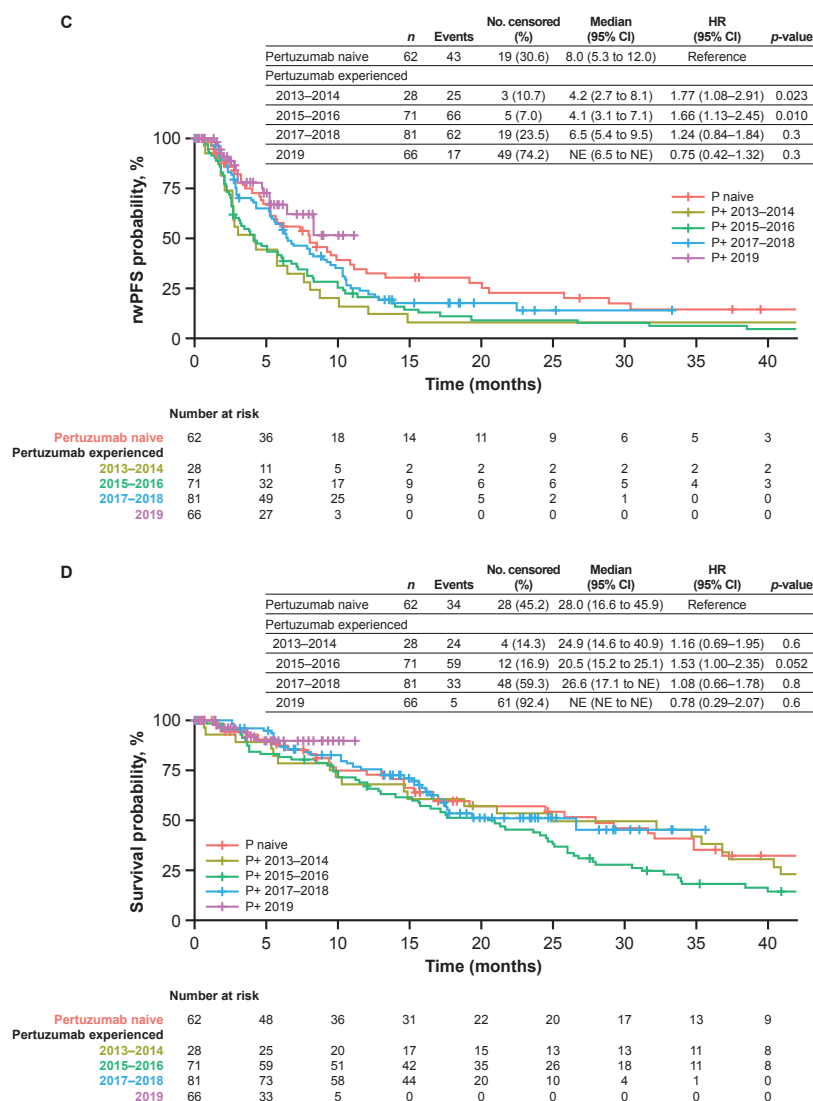 C
n Events No. censored (%) Median (95% CI) HR (95% CI) p-value
Pertuzumab naive 62 43 19 (30.6) 8.0 (5.3 to 12.0) Reference
Pertuzumab experienced
2013–2014 28 25 3 (10.7) 4.2 (2.7 to 8.1) 1.77 (1.08–2.91) 0.023
2015–2016 71 66 5 (7.0) 4.1 (3.1 to 7.1) 1.66 (1.13–2.45) 0.010
2017–2018 81 62 19 (23.5) 6.5 (5.4 to 9.5) 1.24 (0.84–1.84) 0.3
2019 66 17 49 (74.2) NE (6.5 to NE) 0.75 (0.42–1.32) 0.3
rwPFS probability, %
100
75
50
25
0
P naive
P+ 2013–2014
P+ 2015–2016
P+ 2017–2018
P+ 2019
0 5 10 15 20 25 30 35 40
Time (months)
Number at risk
Pertuzumab naive 62 36 18 14 11 9 6 5 3
Pertuzumab experienced
2013–2014 28 11 5 2 2 2 2 2 2
2015–2016 71 32 17 9 6 6 5 4 3
2017–2018 81 49 25 9 5 2 1 0 0
2019 66 27 3 0 0 0 0 0 0
D
n Events No. censored (%) Median (95% CI) HR (95% CI) p-value
Pertuzumab naive 62 34 28 (45.2) 28.0 (16.6 to 45.9) Reference
Pertuzumab experienced
2013–2014 28 24 4 (14.3) 24.9 (14.6 to 40.9) 1.16 (0.69–1.95) 0.6
2015–2016 71 59 12 (16.9) 20.5 (15.2 to 25.1) 1.53 (1.00–2.35) 0.052
2017–2018 81 33 48 (59.3) 26.6 (17.1 to NE) 1.08 (0.66–1.78) 0.8
2019 66 5 61 (92.4) NE (NE to NE) 0.78 (0.29–2.07) 0.6
Survival probability, %
100
75
50
25
0
P naive
P+ 2013–2014
P+ 2015–2016
P+ 2017–2018
P+ 2019
0 5 10 15 20 25 30 35 40
Time (months)
Number at risk
Pertuzumab naive 62 48 36 31 22 20 17 13 9
Pertuzumab experienced
2013–2014 28 25 20 17 15 13 13 11 8
2015–2016 71 59 51 42 35 26 18 11 8
2017–2018 81 73 58 44 20 10 4 1 0
2019 66 33 5 0 0 0 0 0 0